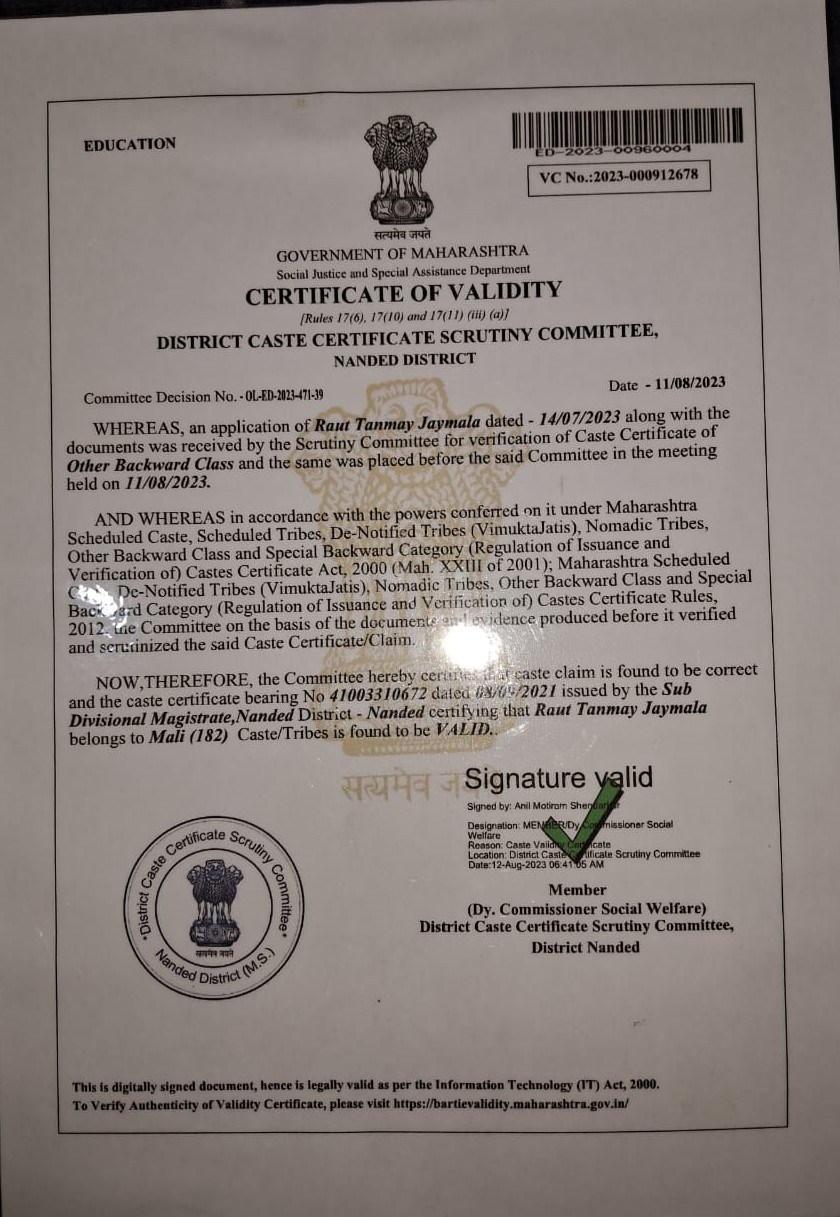 EDUCATION
ED-2023-00960004
VC No.:2023-000912678
सत्यमेव जयते
GOVERNMENT OF MAHARASHTRA
Social Justice and Special Assistance Department
CERTIFICATE OF VALIDITY
[Rules 17(6), 17(10) and 17(11) (iii) (a)]
DISTRICT CASTE CERTIFICATE SCRUTINY COMMITTEE,
NANDED DISTRICT
Committee Decision No. - OL-ED-2023-471-39
Date - 11/08/2023
WHEREAS, an application of Raut Tanmay Jaymala dated - 14/07/2023 along with the
documents was received by the Scrutiny Committee for verification of Caste Certificate of
Other Backward Class and the same was placed before the said Committee in the meeting
held on 11/08/2023.
AND WHEREAS in accordance with the powers conferred on it under Maharashtra
Scheduled Caste, Scheduled Tribes, De-Notified Tribes (VimuktaJatis), Nomadic Tribes,
Other Backward Class and Special Backward Category (Regulation of Issuance and
Verification of) Castes Certificate Act, 2000 (Mah. XXIII of 2001); Maharashtra Scheduled
De-Notified Tribes (VimuktaJatis), Nomadic Tribes, Other Backward Class and Special
Backward Category (Regulation of Issuance and Verification of) Castes Certificate Rules,
2012, the Committee on the basis of the documents and evidence produced before it verified
and scrutinized the said Caste Certificate/Claim.
NOW,THEREFORE, the Committee hereby certifies that caste claim is found to be correct
and the caste certificate bearing No 41003310672 dated 08/09/2021 issued by the Sub
Divisional Magistrate,Nanded District - Nanded certifying that Raut Tanmay Jaymala
belongs to Mali (182) Caste/Tribes is found to be VALID..
सत्यमेव
Signature valid
Signed by: Anil Motiram
Designation: MEMBER/Dy Commissioner Social
Welfare
Reason: Caste Validity Certificate
Location: District Caste Certificate Scrutiny Committee
Date:12-Aug-2023 06:41:05 AM
Member
(Dy. Commissioner Social Welfare)
District Caste Certificate Scrutiny Committee,
District Nanded
*District Caste Certificate Scrutiny Committee*
सत्यमेव जयते
Nanded District (M.S.)
This is digitally signed document, hence is legally valid as per the Information Technology (IT) Act, 2000.
To Verify Authenticity of Validity Certificate, please visit https://bartievalidity.maharashtra.gov.in/